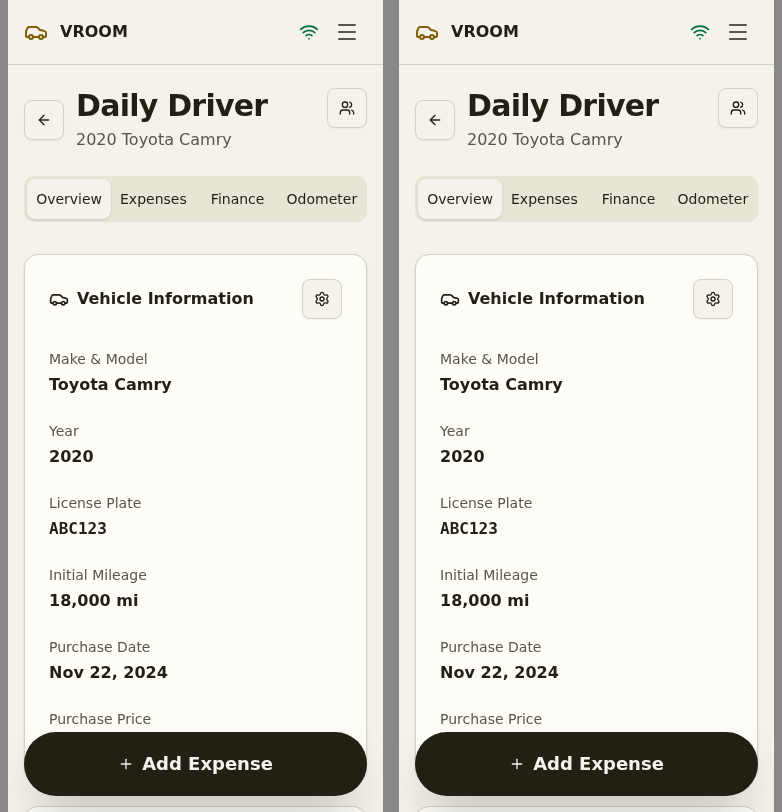 VROOM
Daily Driver
2020 Toyota Camry
Overview Expenses Finance Odometer
Vehicle Information
Make & Model
Toyota Camry
Year
2020
License Plate
ABC123
Initial Mileage
18,000 mi
Purchase Date
Nov 22, 2024
Purchase Price
+ Add Expense
VROOM
Daily Driver
2020 Toyota Camry
Overview Expenses Finance Odometer
Vehicle Information
Make & Model
Toyota Camry
Year
2020
License Plate
ABC123
Initial Mileage
18,000 mi
Purchase Date
Nov 22, 2024
Purchase Price
+ Add Expense